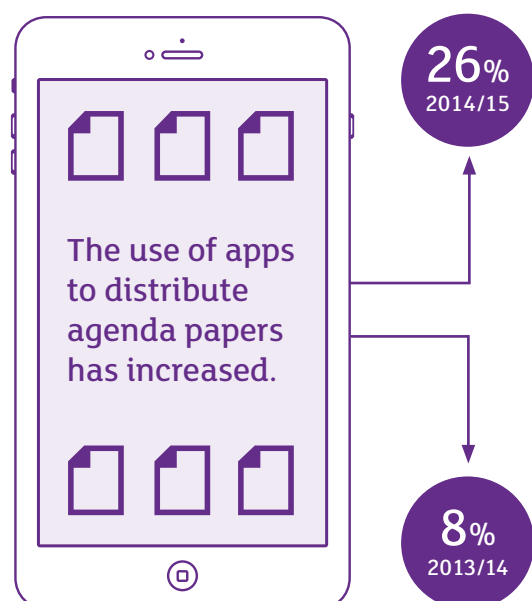 26%
2014/15
The use of apps
to distribute
agenda papers
has increased.
8%
2013/14